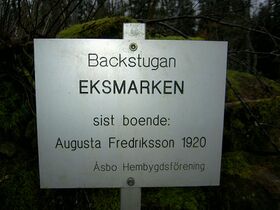 Backstugan
EKSMARKEN
sist boende:
Augusta Fredriksson 1920
Åsbo Hembygdsförening